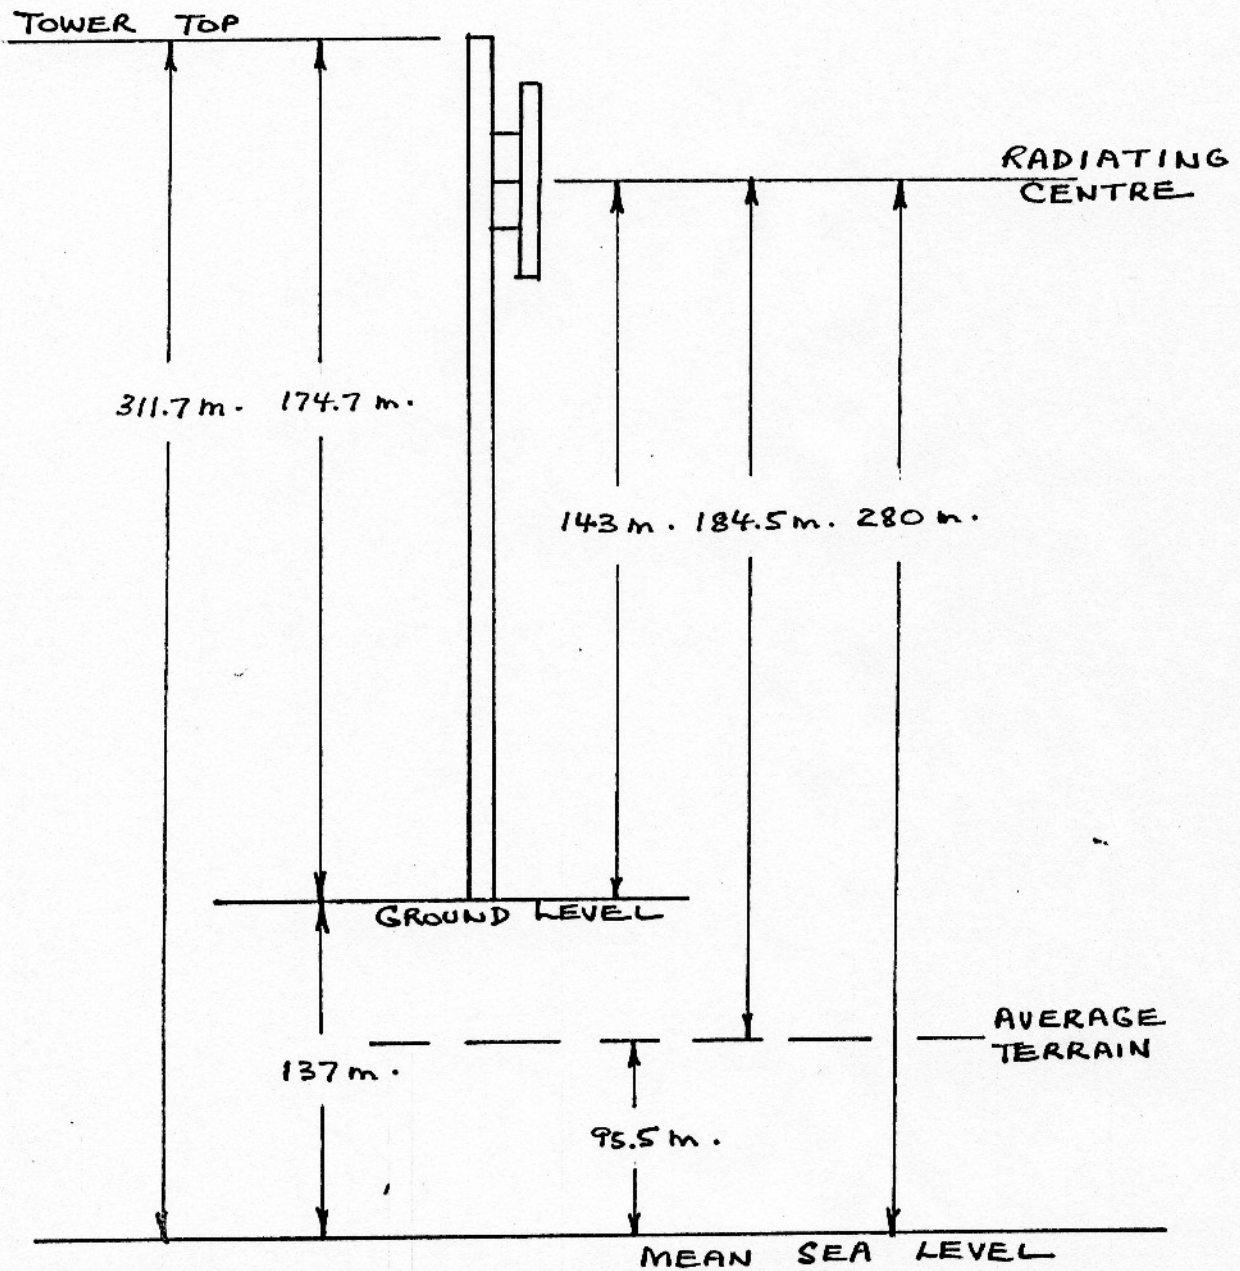 TOWER TOP
RADIATING
CENTRE
311.7 m. 174.7 m.
143 m. 184.5 m. 280 m.
GROUND LEVEL
AVERAGE
TERRAIN
137 m.
95.5 m.
MEAN SEA LEVEL